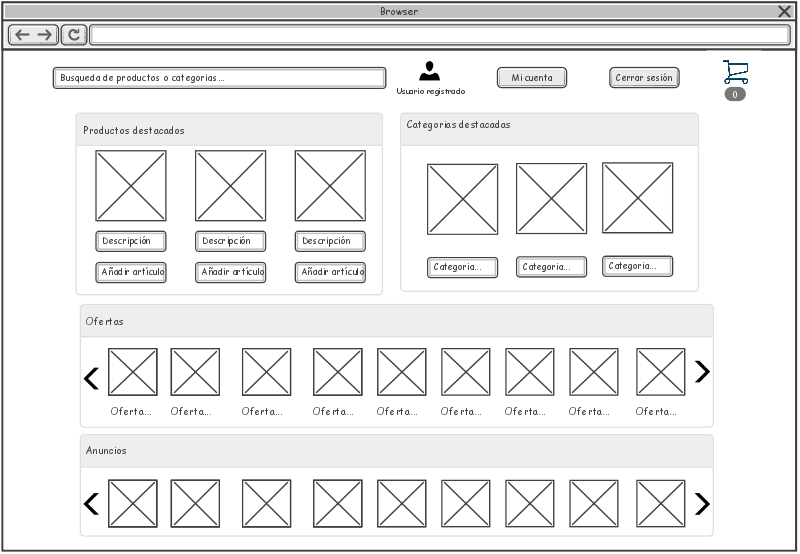 Browser
Busqueda de productos o categorias...
Usuario registrado
Mi cuenta
Cerrar sesión
0
Productos destacados
Descripción
Descripción
Descripción
Añadir artículo
Añadir artículo
Añadir artículo
Categorias destacadas
Categoria...
Categoria...
Categoria...
Ofertas
Oferta...
Oferta...
Oferta...
Oferta...
Oferta...
Oferta...
Oferta...
Oferta...
Oferta...
Anuncios